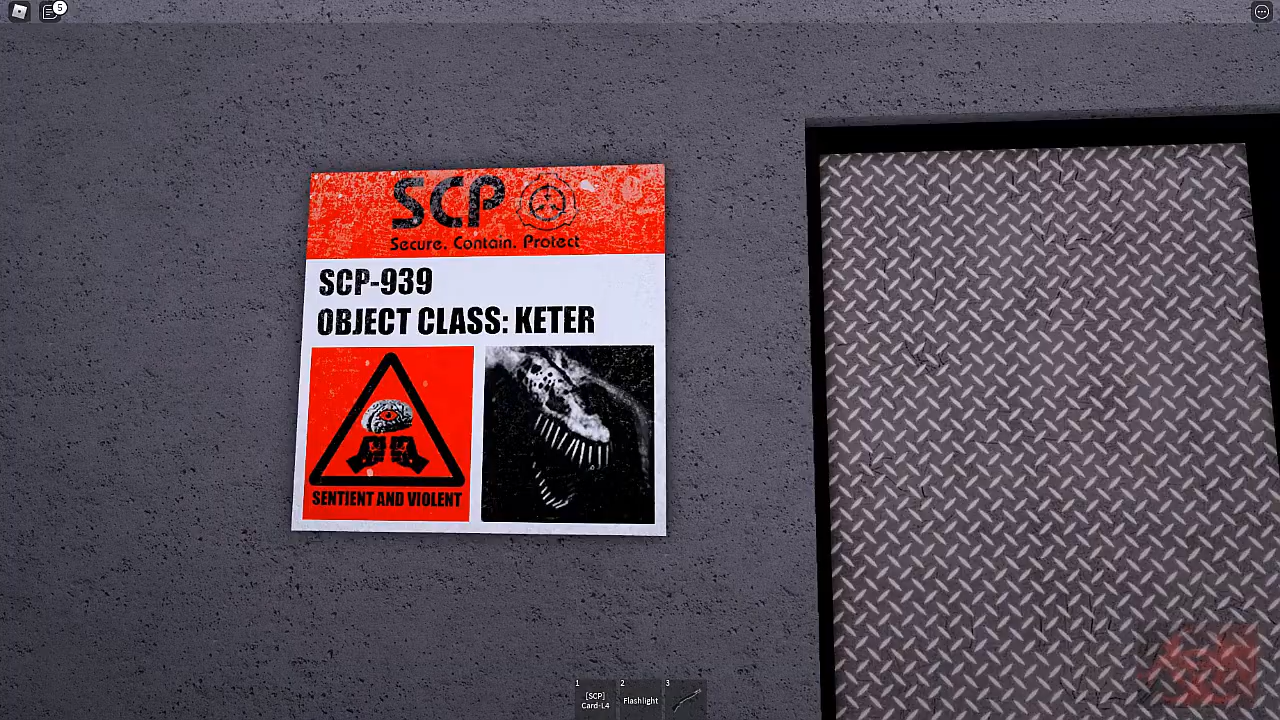 5
SCP
Secure. Contain. Protect
SCP-939
OBJECT CLASS: KETER
SENTIENT AND VIOLENT
1
[SCP]
Card-L4
2
Flashlight
3